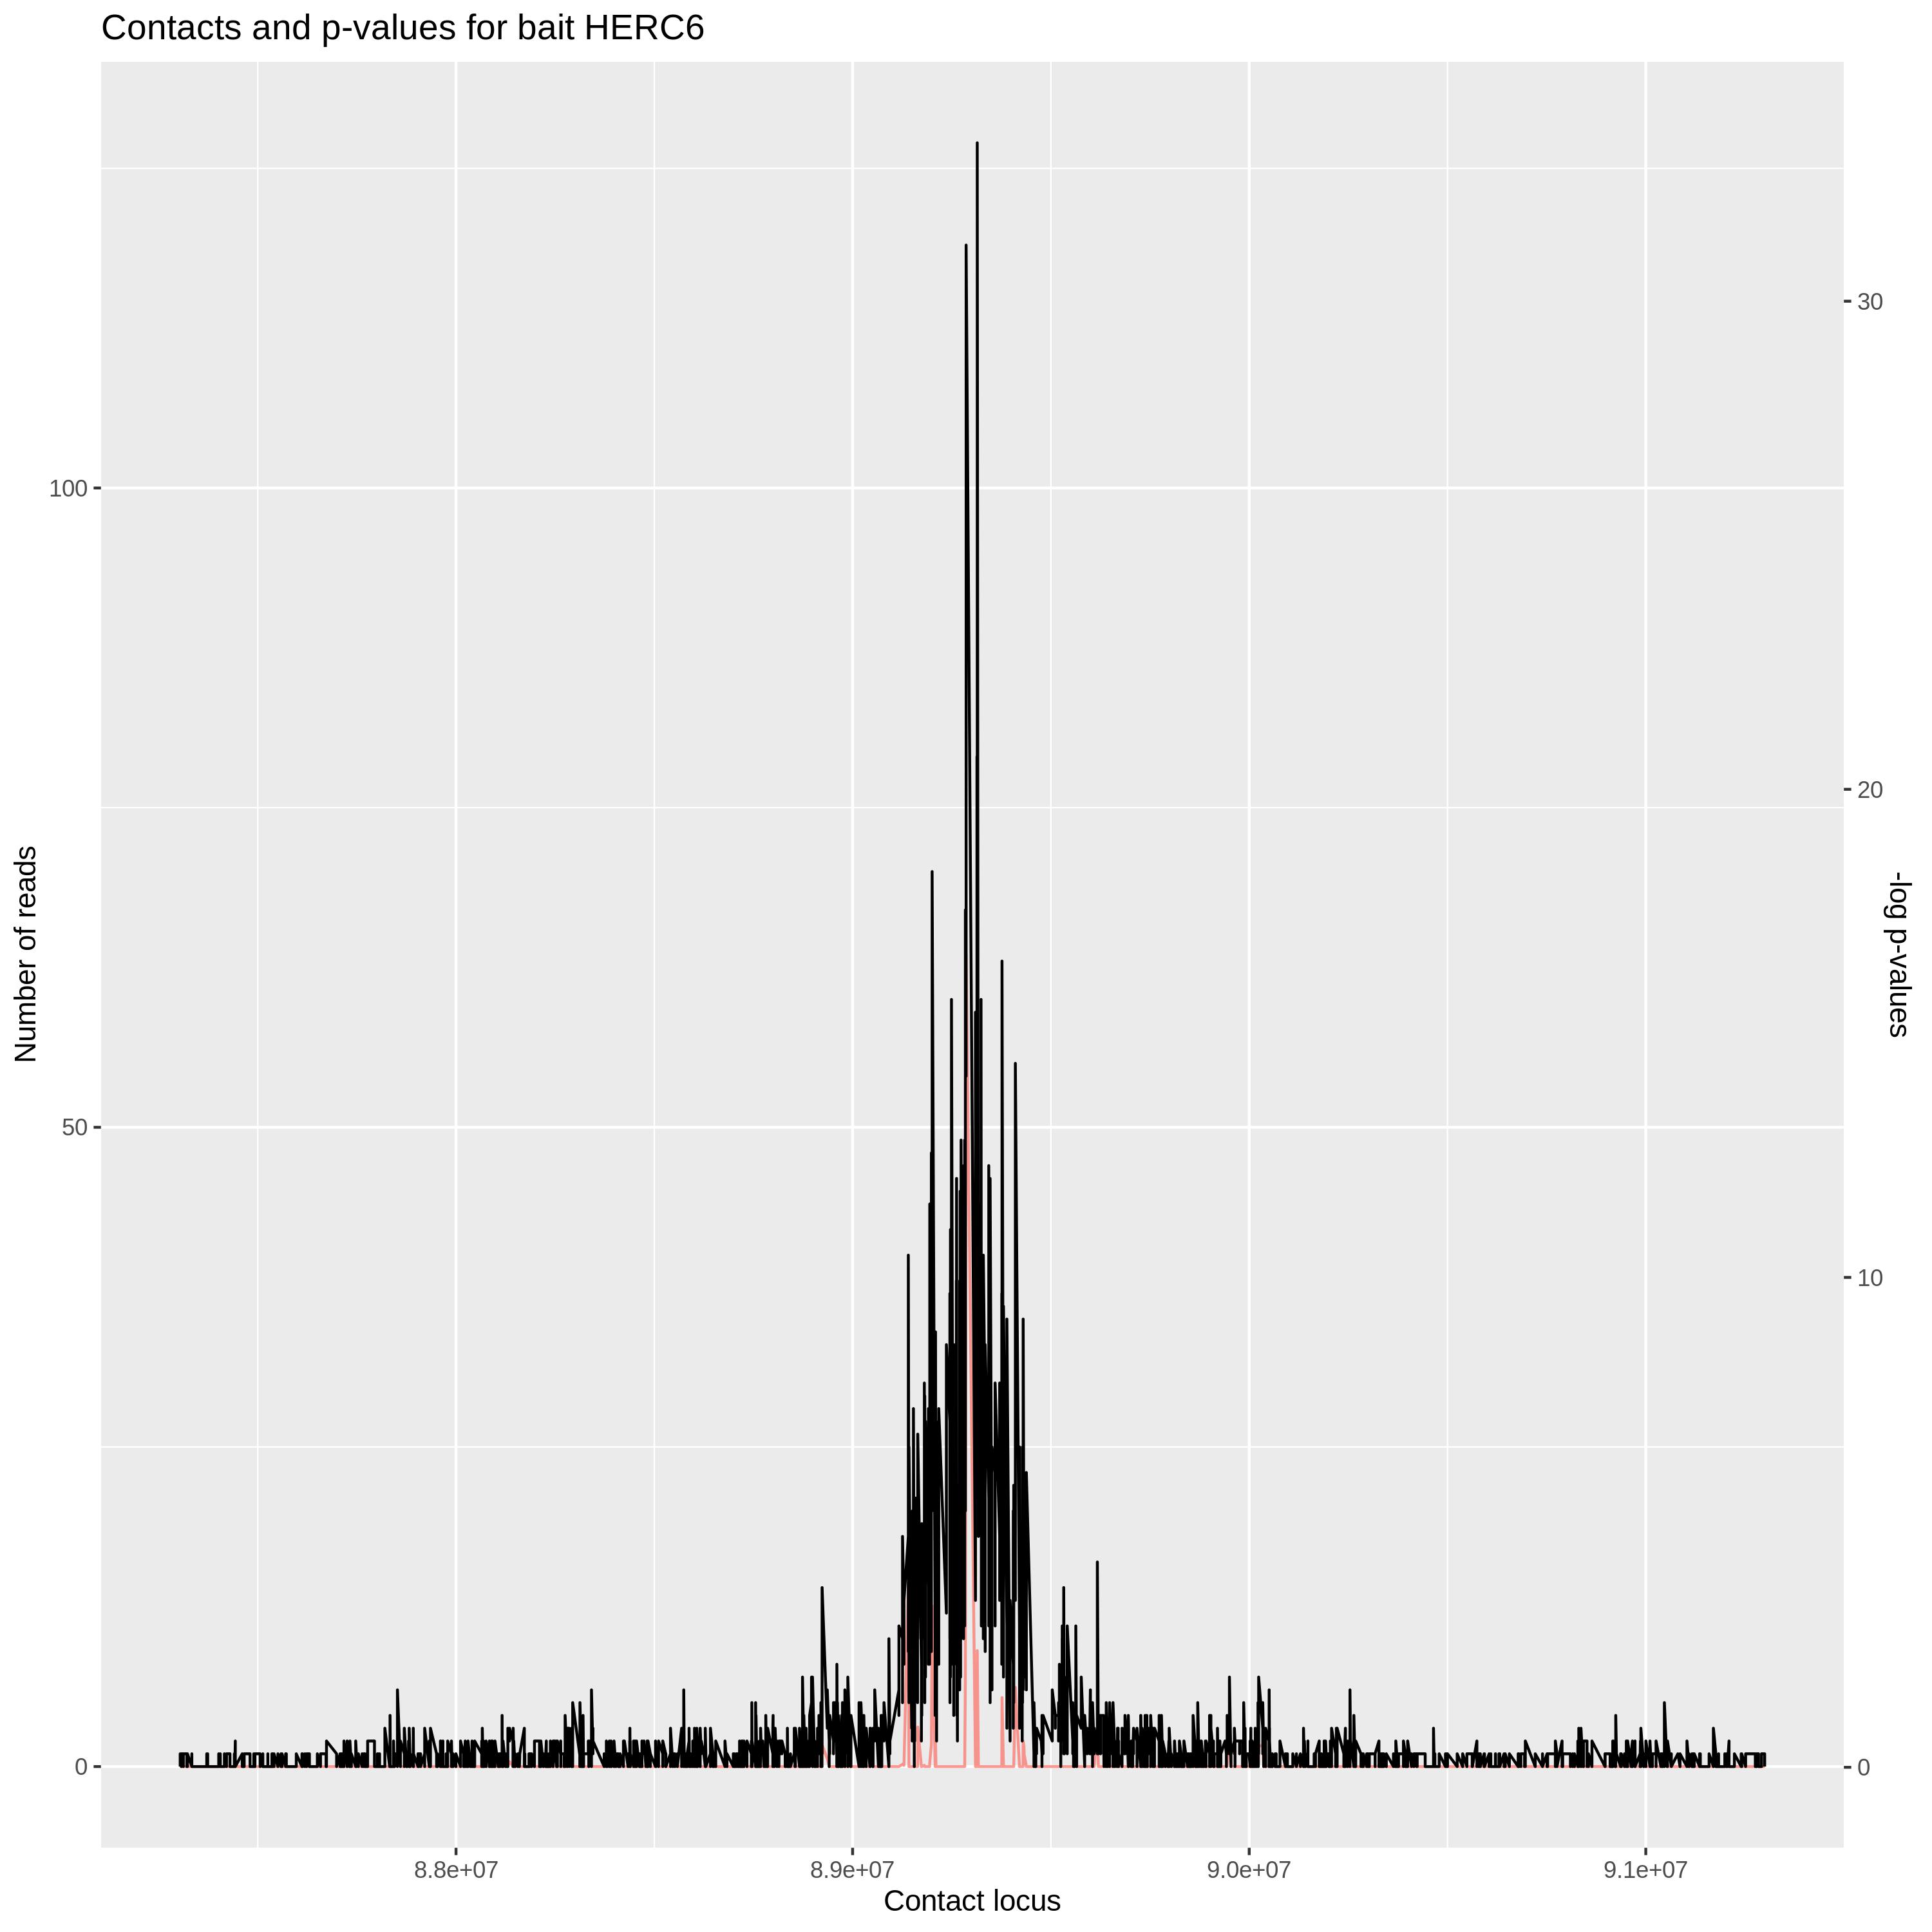 Contacts and p-values for bait HERC6
Number of reads
100
50
0
30
20
10
0
-log p-values
8.8e+07
8.9e+07
9.0e+07
9.1e+07
Contact locus